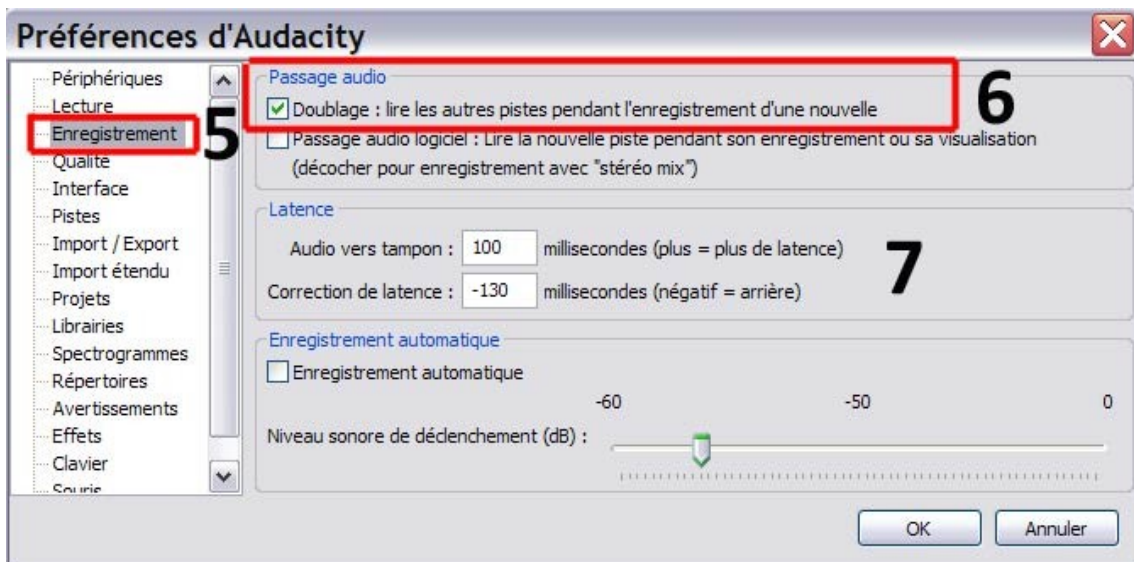 Préférences d'Audacity
Périphériques
Lecture
Enregistrement
Qualité
Interface
Pistes
Import / Export
Import étendu
Projets
Librairies
Spectrogrammes
Répertoires
Avertissements
Effets
Clavier
Souris
5
Passage audio
Doublage : lire les autres pistes pendant l'enregistrement d'une nouvelle
6
Passage audio logiciel : Lire la nouvelle piste pendant son enregistrement ou sa visualisation
(décocher pour enregistrement avec "stéréo mix")
Latence
Audio vers tampon : 100 millisecondes (plus = plus de latence)
Correction de latence : -130 millisecondes (négatif = arrière)
7
Enregistrement automatique
Enregistrement automatique
-60 -50 0
Niveau sonore de déclenchement (dB) :
OK Annuler